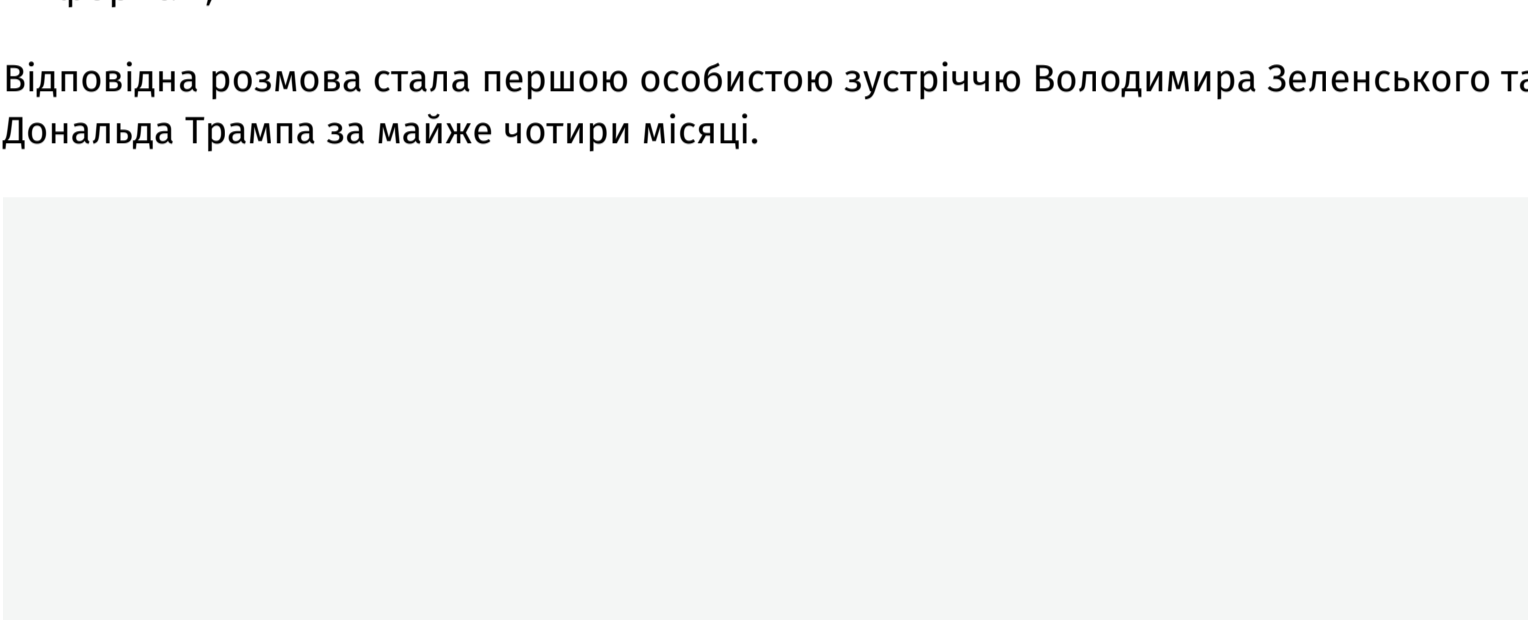 Відповідна розмова стала першою особистою зустріччю Володимира Зеленського та
Дональда Трампа за майже чотири місяці.